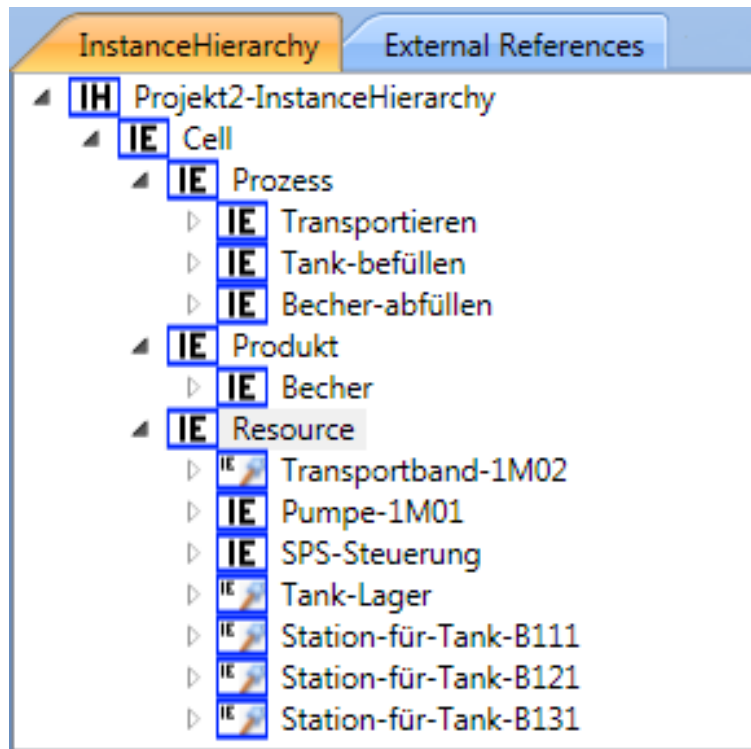 InstanceHierarchy External References
IH Projekt2-InstanceHierarchy
IE Cell
IE Prozess
IE Transportieren
IE Tank-befüllen
IE Becher-abfüllen
IE Produkt
IE Becher
IE Resource
IE Transportband-1M02
IE Pumpe-1M01
IE SPS-Steuerung
IE Tank-Lager
IE Station-für-Tank-B111
IE Station-für-Tank-B121
IE Station-für-Tank-B131